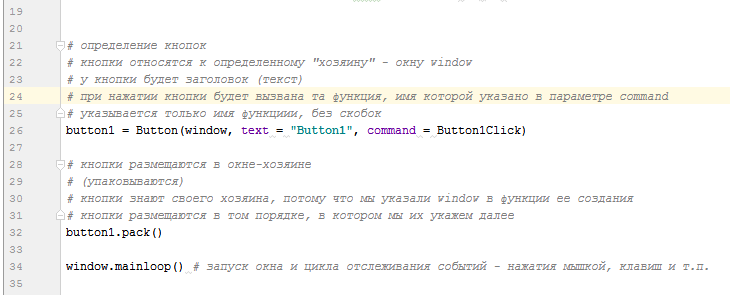 19
20
21 # определение кнопок
22 # кнопки относятся к определенному "хозяину" - окну window
23 # у кнопки будет заголовок (текст)
24 # при нажатии кнопки будет вызвана та функция, имя которой указано в параметре command
25 # указывается только имя функциии, без скобок
26 button1 = Button(window, text = "Button1", command = Button1Click)
27
28 # кнопки размещаются в окне-хозяине
29 # (упаковываются)
30 # кнопки знают своего хозяина, потому что мы указали window в функции ее создания
31 # кнопки размещаются в том порядке, в котором мы их укажем далее
32 button1.pack()
33
34 window.mainloop() # запуск окна и цикла отслеживания событий - нажатия мышкой, клавиш и т.п.
35